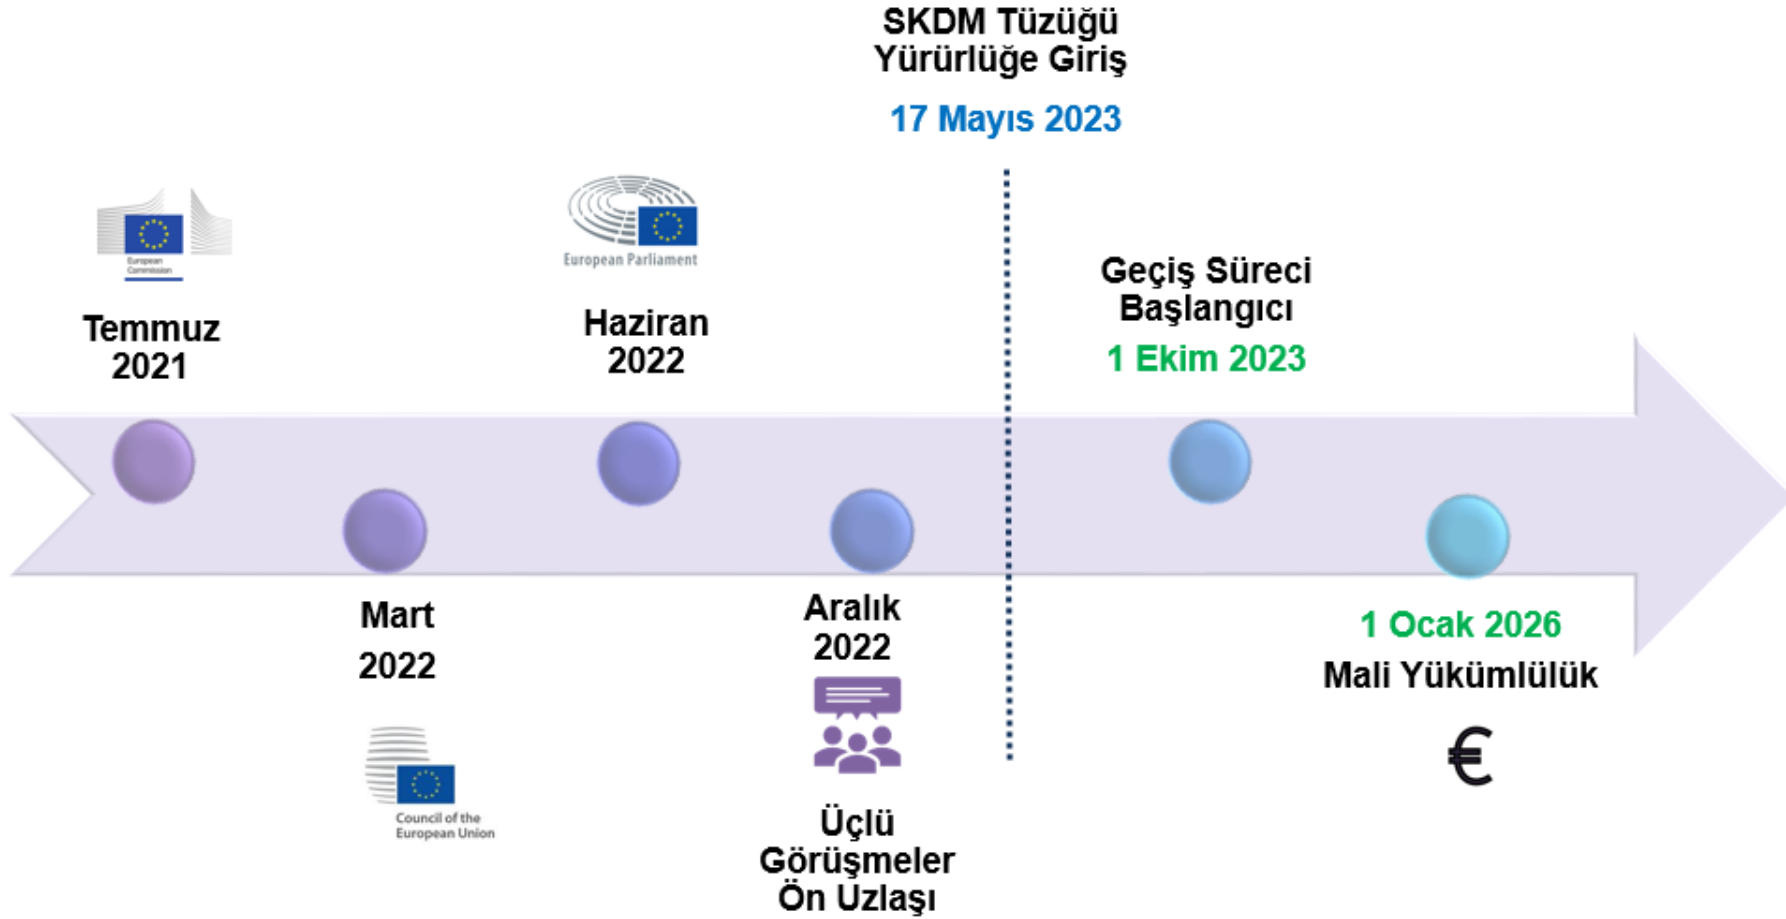 SKDM Tüzüğü
Yürürlüğe Giriş
17 Mayıs 2023
European
Commission
Temmuz
2021
European Parliament
Haziran
2022
Geçiş Süreci
Başlangıcı
1 Ekim 2023
Mart
2022
Council of the
European Union
Aralık
2022
Üçlü
Görüşmeler
Ön Uzlaşı
1 Ocak 2026
Mali Yükümlülük
€